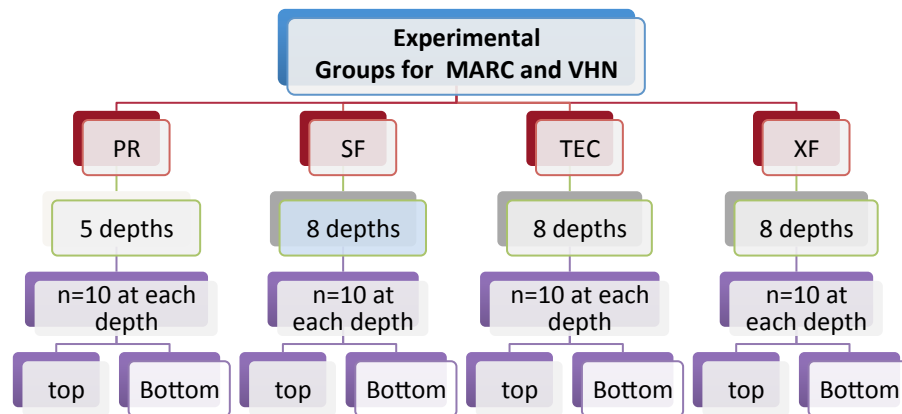 Experimental
Groups for MARC and VHN
PR
SF
TEC
XF
5 depths
8 depths
8 depths
8 depths
n=10 at each
depth
n=10 at
each depth
n=10 at each
depth
n=10 at
each depth
top
Bottom
top
Bottom
top
Bottom
top
Bottom